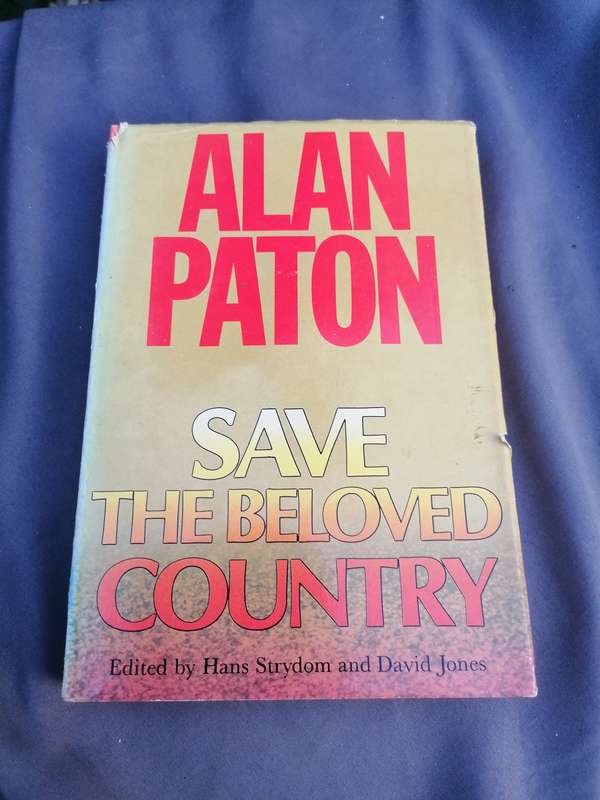 ALAN
PATON
SAVE
THE BELOVED
COUNTRY
Edited by Hans Strydom and David Jones